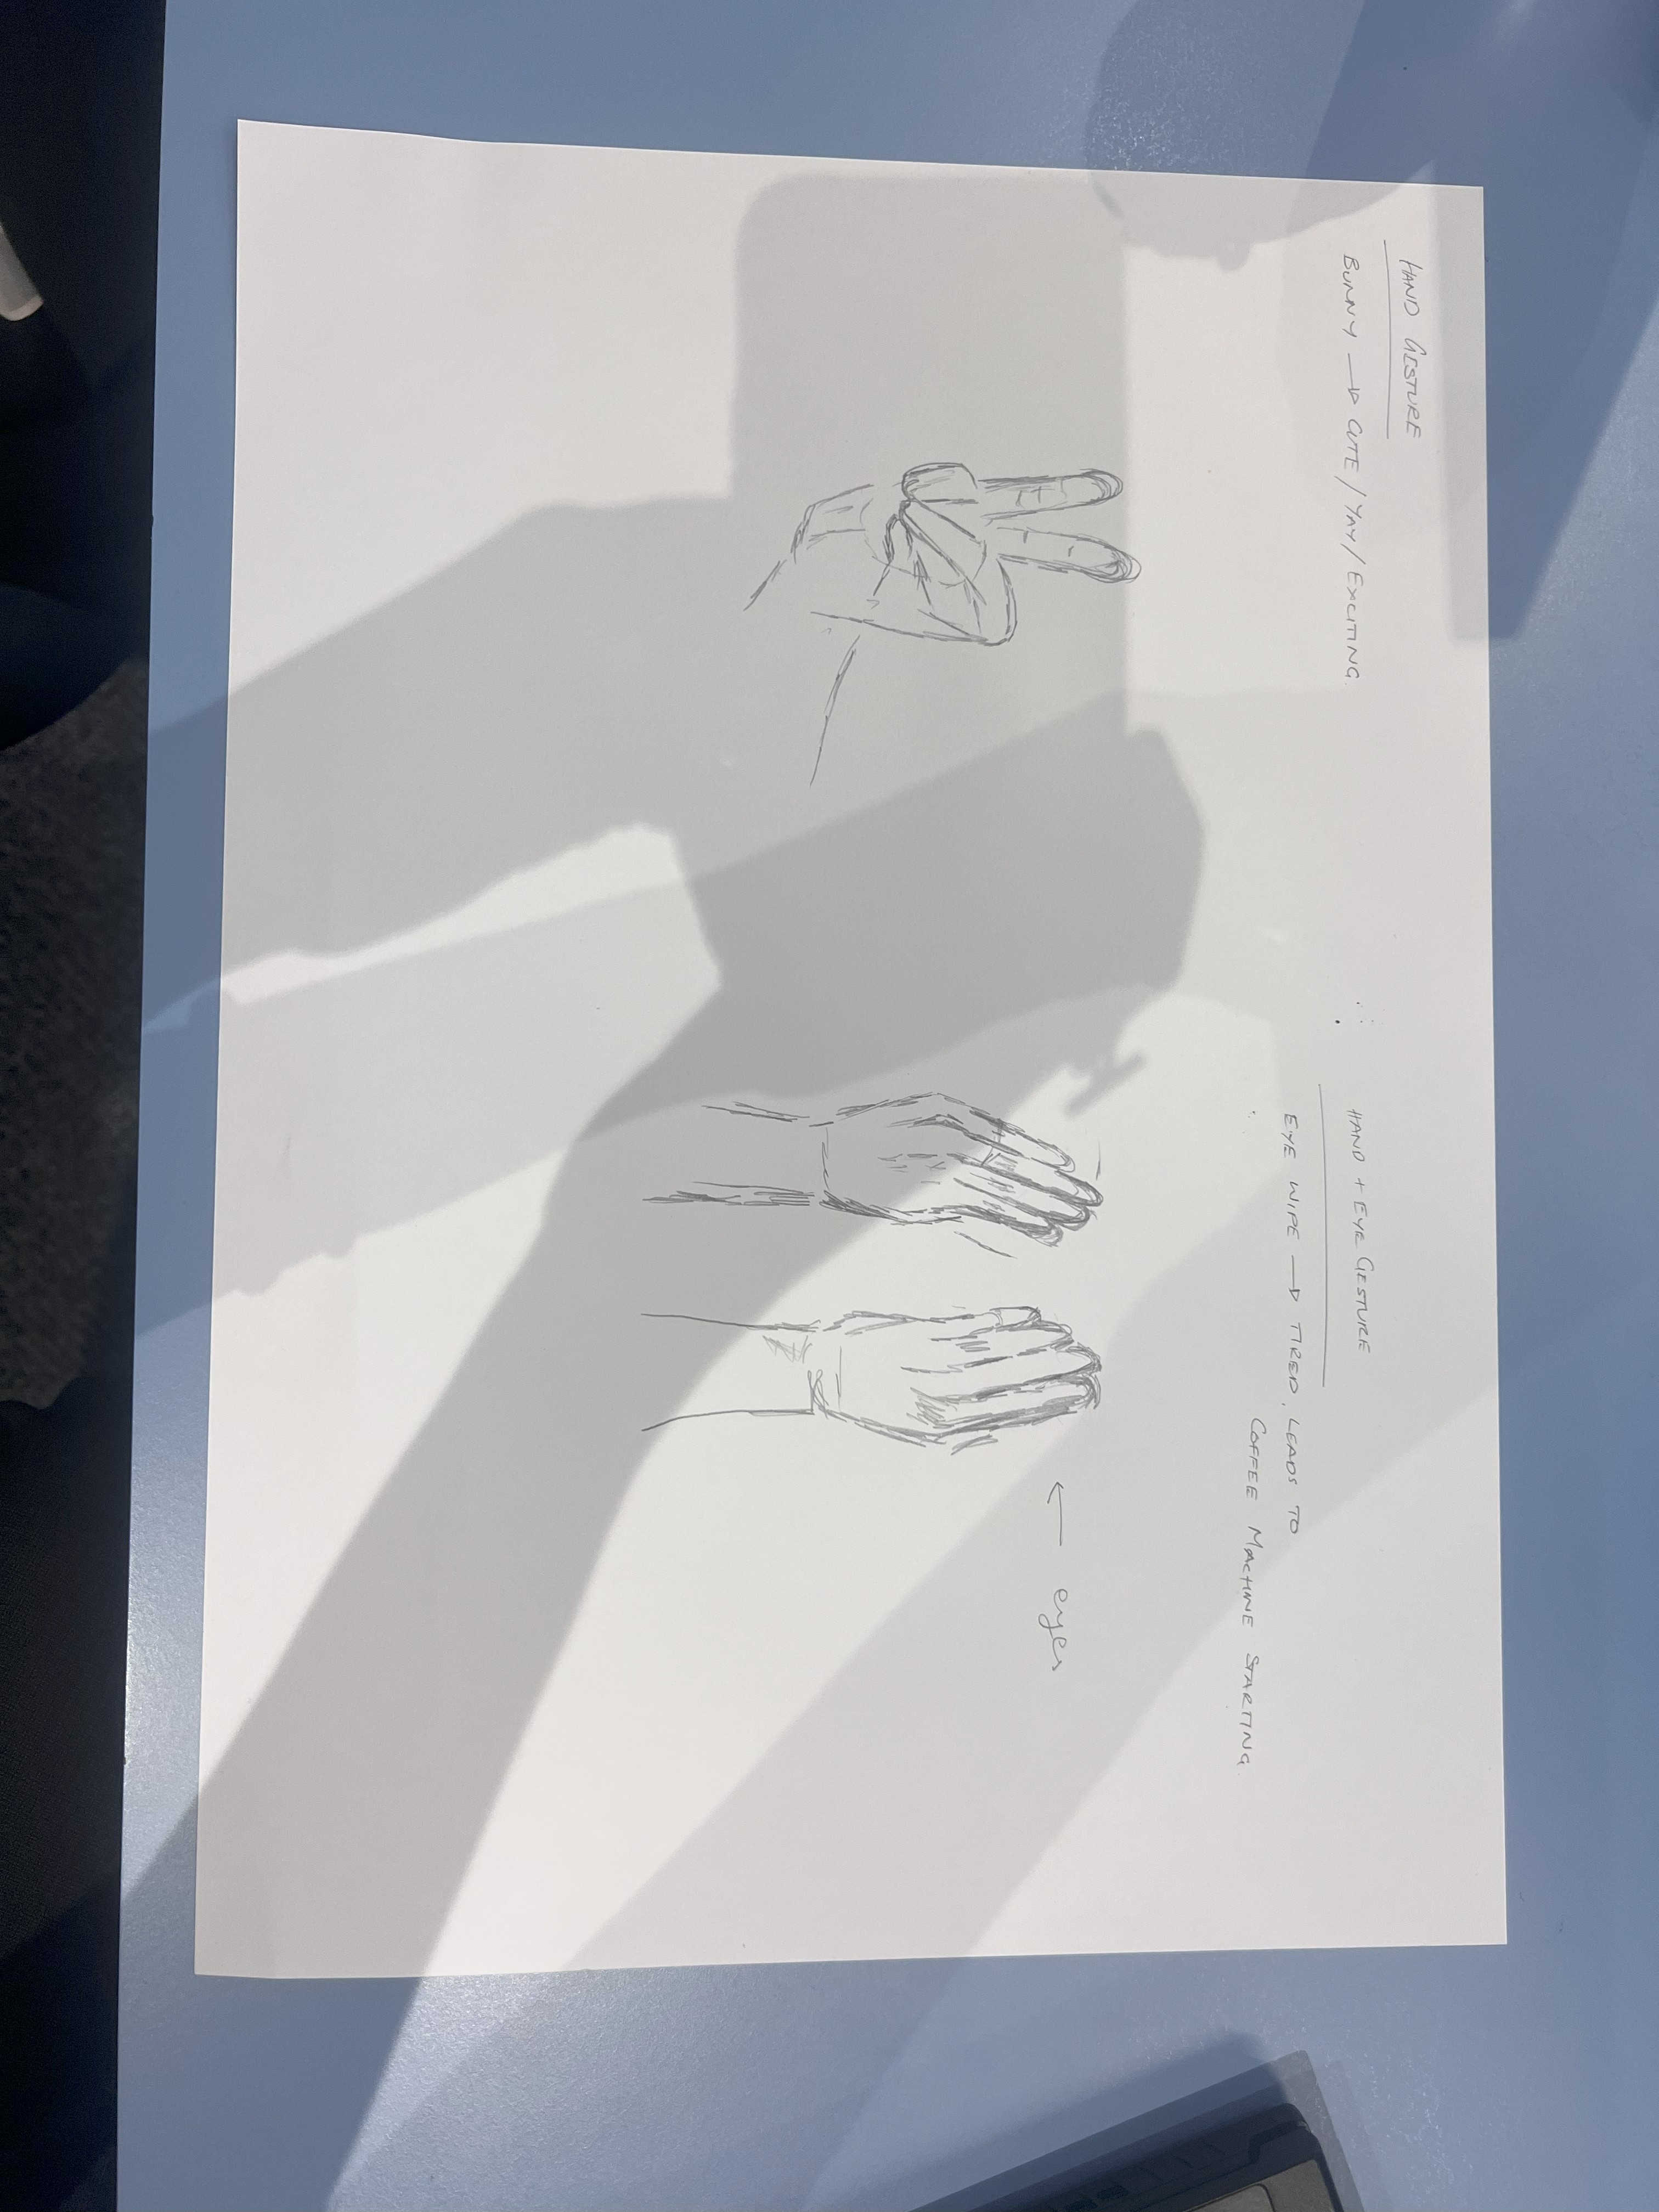 HAND GESTURE
BUNNY → CUTE / YAY / EXCITING.
HAND + EYE GESTURE
EYE WIPE → TIRED, LEADS TO
COFFEE MACHINE STARTING.
← eyes